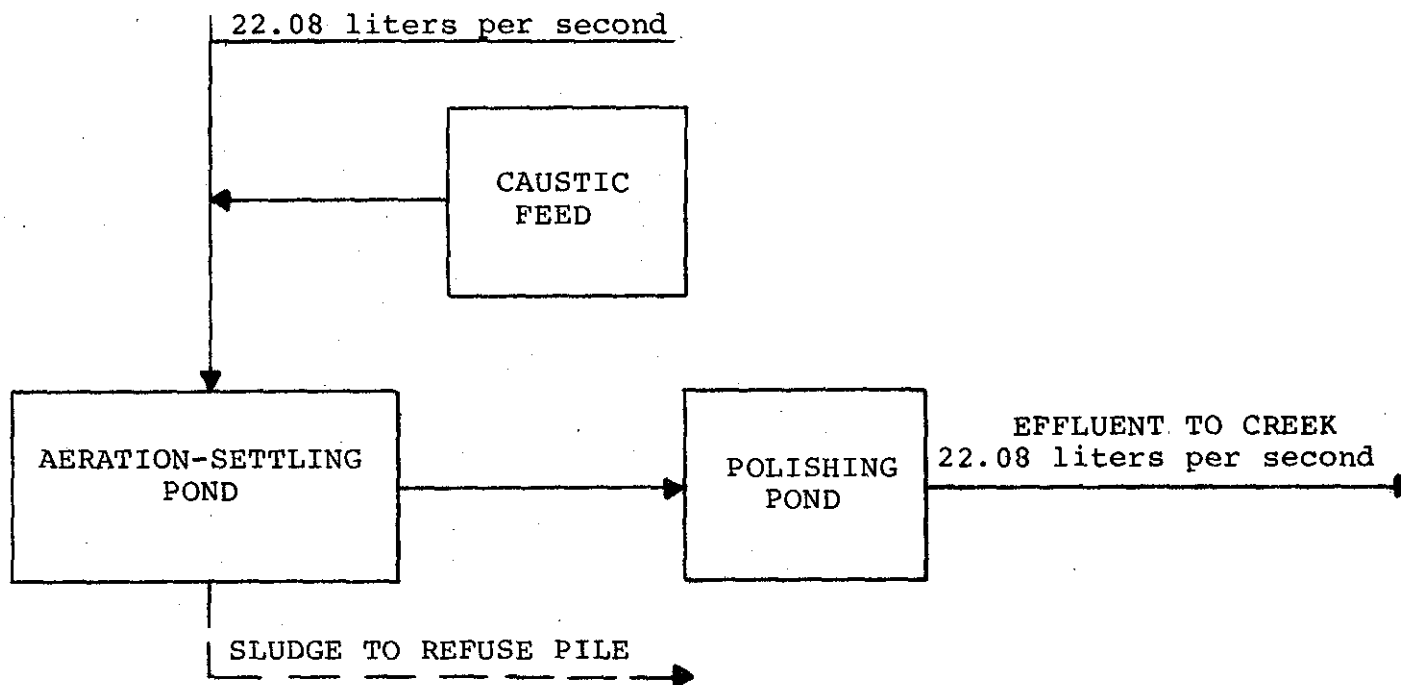 22.08 liters per second
CAUSTIC
FEED
AERATION-SETTLING
POND
POLISHING
POND
EFFLUENT TO CREEK
22.08 liters per second
SLUDGE TO REFUSE PILE